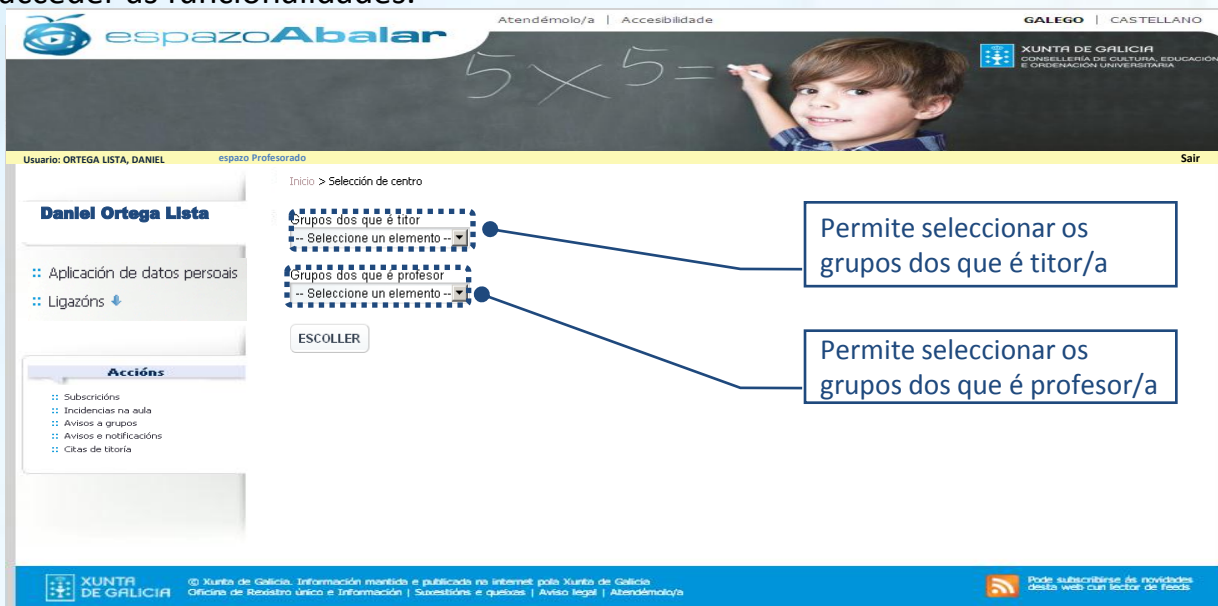 acceder ás funcionalidades.
espazoAbalar
Atendémolo/a | Accesibilidade
GALEGO | CASTELLANO
5x5=
XUNTA DE GALICIA
CONSELLERÍA DE CULTURA, EDUCACIÓN
E ORDENACIÓN UNIVERSITARIA
Usuario: ORTEGA LISTA, DANIEL espazo Profesorado Sair
Inicio > Selección de centro
Daniel Ortega Lista
:: Aplicación de datos persoais
:: Ligazóns
Accións
:: Subscricións
:: Incidencias na aula
:: Avisos a grupos
:: Avisos e notificacións
:: Citas de titoría
Grupos dos que é titor
-- Seleccione un elemento --
Grupos dos que é profesor
-- Seleccione un elemento --
ESCOLLER
Permite seleccionar os
grupos dos que é titor/a
Permite seleccionar os
grupos dos que é profesor/a
XUNTA
DE GALICIA
© Xunta de Galicia. Información mantida e publicada na internet pola Xunta de Galicia
Oficina de Rexistro único e Información | Suxestións e queixas | Aviso legal | Atendémolo/a
Pode subscribirse ás novidades
desta web cun lector de feeds